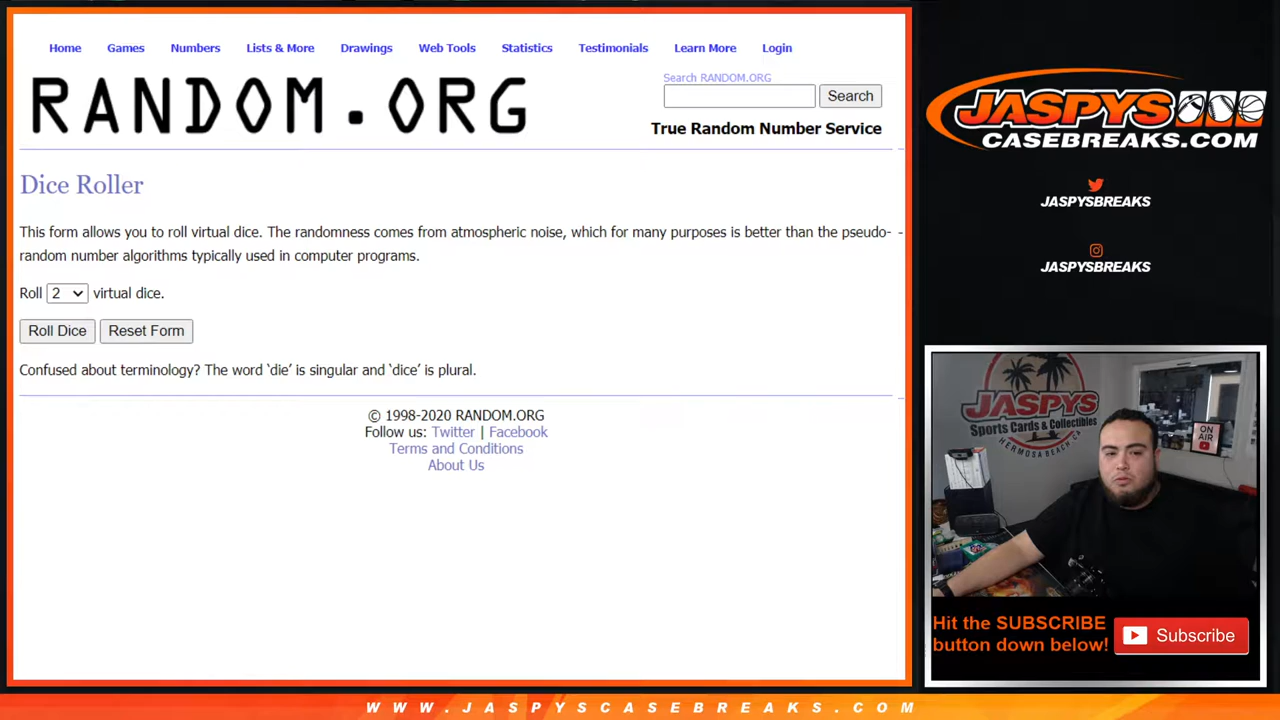 Home Games Numbers Lists & More Drawings Web Tools Statistics Testimonials Learn More Login
RANDOM.ORG
Search RANDOM.ORG
Search
True Random Number Service
Dice Roller
This form allows you to roll virtual dice. The randomness comes from atmospheric noise, which for many purposes is better than the pseudo-
random number algorithms typically used in computer programs.
Roll 2 virtual dice.
Roll Dice Reset Form
Confused about terminology? The word ‘die’ is singular and ‘dice’ is plural.
© 1998-2020 RANDOM.ORG
Follow us: Twitter | Facebook
Terms and Conditions
About Us
JASPYS
CASEBREAKS.COM
JASPYSBREAKS
JASPYSBREAKS
JASPYS
Sports Cards & Collectibles
HERMOSA BEACH CA
ON
AIR
Hit the SUBSCRIBE
button down below!
Subscribe
WWW.JASPYSCASEBREAKS.COM